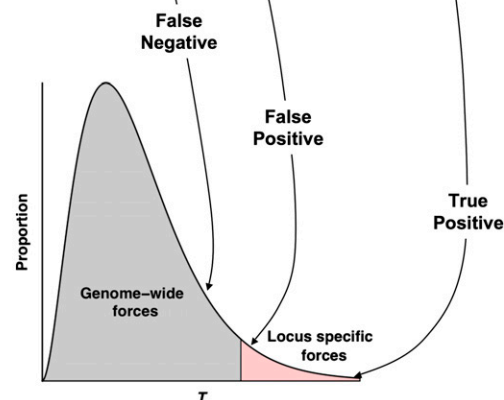 False
Negative
False
Positive
True
Positive
Proportion
Genome–wide
forces
Locus specific
forces
T